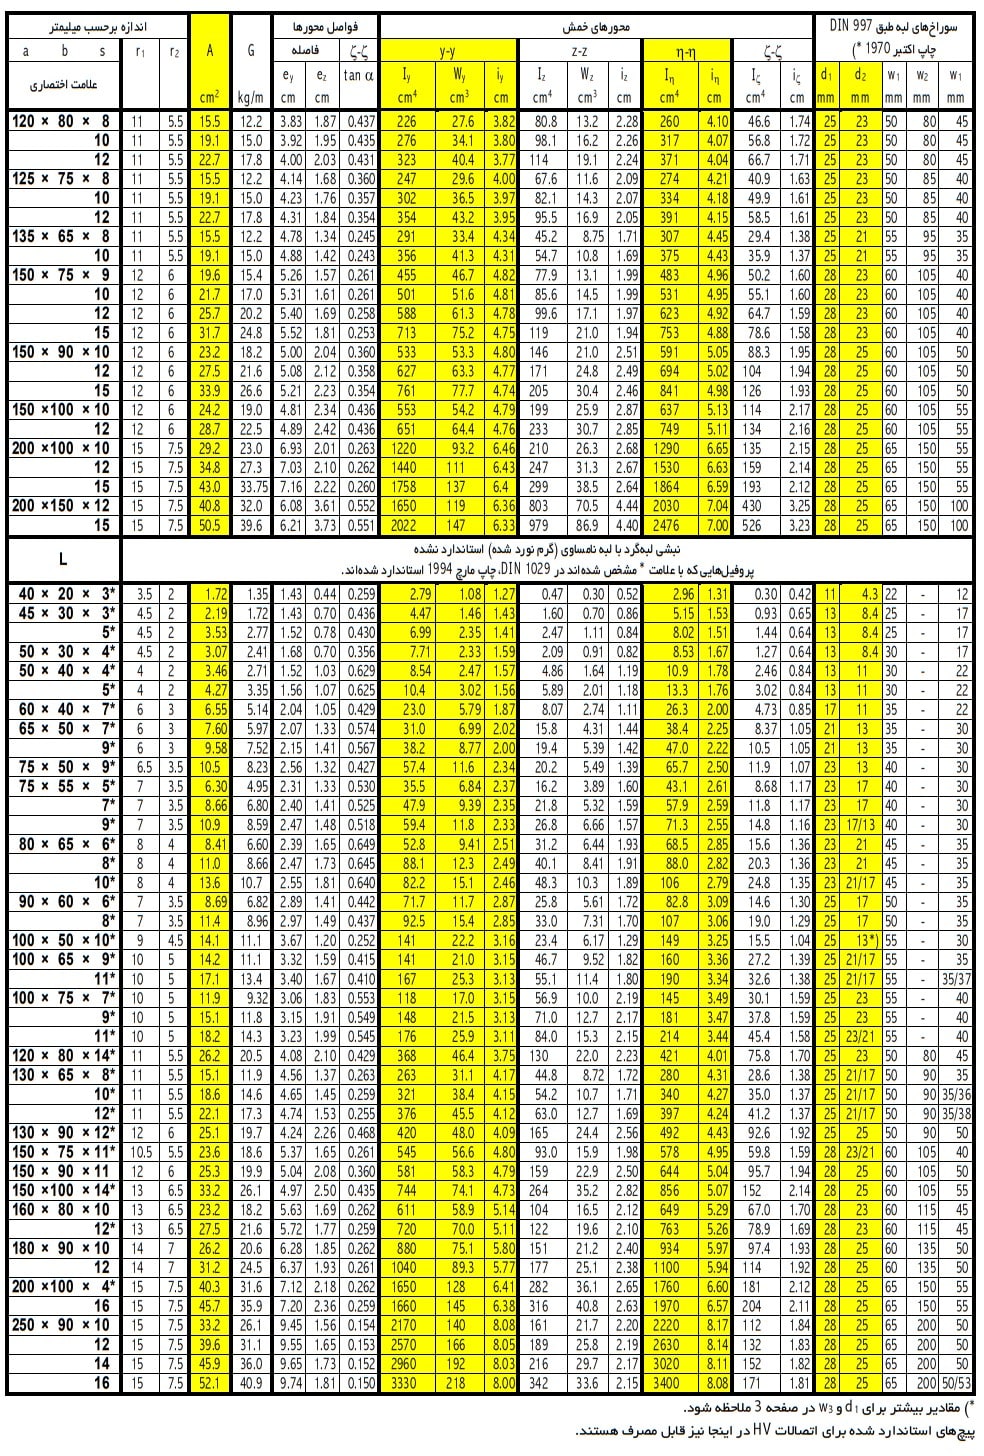 اندازه برحسب میلیمتر A G فواصل محورها محورهای خمش سوراخ‌های لبه طبق DIN 997
چاپ اکتبر 1970 *)
a b s r1 r2 فاصله ζ-ζ y-y z-z η-η ζ-ζ d1 d2 w1 w2 w1
علامت اختصاری ey ez tan α Iy Wy iy Iz Wz iz Iη iη Iζ iζ
cm2 kg/m cm cm cm4 cm3 cm cm4 cm3 cm cm4 cm cm4 cm mm mm mm mm mm
120 × 80 × 8 11 5.5 15.5 12.2 3.83 1.87 0.437 226 27.6 3.82 80.8 13.2 2.28 260 4.10 46.6 1.74 25 23 50 80 45
10 11 5.5 19.1 15.0 3.92 1.95 0.435 276 34.1 3.80 98.1 16.2 2.26 317 4.07 56.8 1.72 25 23 50 80 45
12 11 5.5 22.7 17.8 4.00 2.03 0.431 323 40.4 3.77 114 19.1 2.24 371 4.04 66.7 1.71 25 23 50 80 45
125 × 75 × 8 11 5.5 15.5 12.2 4.14 1.68 0.360 247 29.6 4.00 67.6 11.6 2.09 274 4.21 40.9 1.63 25 23 50 85 40
10 11 5.5 19.1 15.0 4.23 1.76 0.357 302 36.5 3.97 82.1 14.3 2.07 334 4.18 49.9 1.61 25 23 50 85 40
12 11 5.5 22.7 17.8 4.31 1.84 0.354 354 43.2 3.95 95.5 16.9 2.05 391 4.15 58.5 1.61 25 23 50 85 40
135 × 65 × 8 11 5.5 15.5 12.2 4.78 1.34 0.245 291 33.4 4.34 45.2 8.75 1.71 307 4.45 29.4 1.38 25 21 55 95 35
10 11 5.5 19.1 15.0 4.88 1.42 0.243 356 41.3 4.31 54.7 10.8 1.69 375 4.43 35.9 1.37 25 21 55 95 35
150 × 75 × 9 12 6 19.6 15.4 5.26 1.57 0.261 455 46.7 4.82 77.9 13.1 1.99 483 4.96 50.2 1.60 28 23 60 105 40
10 12 6 21.7 17.0 5.31 1.61 0.261 501 51.6 4.81 85.6 14.5 1.99 531 4.95 55.1 1.60 28 23 60 105 40
12 12 6 25.7 20.2 5.40 1.69 0.258 588 61.3 4.78 99.6 17.1 1.97 623 4.92 64.7 1.59 28 23 60 105 40
15 12 6 31.7 24.8 5.52 1.81 0.253 713 75.2 4.75 119 21.0 1.94 753 4.88 78.6 1.58 28 23 60 105 40
150 × 90 × 10 12 6 23.2 18.2 5.00 2.04 0.360 533 53.3 4.80 146 21.0 2.51 591 5.05 88.3 1.95 28 25 60 105 50
12 12 6 27.5 21.6 5.08 2.12 0.358 627 63.3 4.77 171 24.8 2.49 694 5.02 104 1.94 28 25 60 105 50
15 12 6 33.9 26.6 5.21 2.23 0.354 761 77.7 4.74 205 30.4 2.46 841 4.98 126 1.93 28 25 60 105 50
150 ×100 × 10 12 6 24.2 19.0 4.81 2.34 0.436 553 54.2 4.79 199 25.9 2.87 637 5.13 114 2.17 28 25 60 105 55
12 12 6 28.7 22.5 4.89 2.42 0.436 651 64.4 4.76 233 30.7 2.85 749 5.11 134 2.16 28 25 60 105 55
200 ×100 × 10 15 7.5 29.2 23.0 6.93 2.01 0.263 1220 93.2 6.46 210 26.3 2.68 1290 6.65 135 2.15 28 25 65 150 55
12 15 7.5 34.8 27.3 7.03 2.10 0.262 1440 111 6.43 247 31.3 2.67 1530 6.63 159 2.14 28 25 65 150 55
15 15 7.5 43.0 33.75 7.16 2.22 0.260 1758 137 6.4 299 38.5 2.64 1864 6.59 193 2.12 28 25 65 150 55
200 ×150 × 12 15 7.5 40.8 32.0 6.08 3.61 0.552 1650 119 6.36 803 70.5 4.44 2030 7.04 430 3.25 28 25 65 150 100
15 15 7.5 50.5 39.6 6.21 3.73 0.551 2022 147 6.33 979 86.9 4.40 2476 7.00 526 3.23 28 25 65 150 100
L نبشی لبه‌گرد با لبه نامساوی (گرم نورد شده) استاندارد نشده
پروفیل‌هایی که با علامت * مشخص شده‌اند در DIN 1029، چاپ مارچ 1994 استاندارد شده‌اند.
40 × 20 × 3* 3.5 2 1.72 1.35 1.43 0.44 0.259 2.79 1.08 1.27 0.47 0.30 0.52 2.96 1.31 0.30 0.42 11 4.3 22 - 12
45 × 30 × 3* 4.5 2 2.19 1.72 1.43 0.70 0.436 4.47 1.46 1.43 1.60 0.70 0.86 5.15 1.53 0.93 0.65 13 8.4 25 - 17
5* 4.5 2 3.53 2.77 1.52 0.78 0.430 6.99 2.35 1.41 2.47 1.11 0.84 8.02 1.51 1.44 0.64 13 8.4 25 - 17
50 × 30 × 4* 4.5 2 3.07 2.41 1.68 0.70 0.356 7.71 2.33 1.59 2.09 0.91 0.82 8.53 1.67 1.27 0.64 13 8.4 30 - 17
50 × 40 × 4* 4 2 3.46 2.71 1.52 1.03 0.629 8.54 2.47 1.57 4.86 1.64 1.19 10.9 1.78 2.46 0.84 13 11 30 - 22
5* 4 2 4.27 3.35 1.56 1.07 0.625 10.4 3.02 1.56 5.89 2.01 1.18 13.3 1.76 3.02 0.84 13 11 30 - 22
60 × 40 × 7* 6 3 6.55 5.14 2.04 1.05 0.429 23.0 5.79 1.87 8.07 2.74 1.11 26.3 2.00 4.73 0.85 17 11 35 - 22
65 × 50 × 7* 6 3 7.60 5.97 2.07 1.33 0.574 31.0 6.99 2.02 15.8 4.31 1.44 38.4 2.25 8.37 1.05 21 13 35 - 30
9* 6 3 9.58 7.52 2.15 1.41 0.567 38.2 8.77 2.00 19.4 5.39 1.42 47.0 2.22 10.5 1.05 21 13 35 - 30
75 × 50 × 9* 6.5 3.5 10.5 8.23 2.56 1.32 0.427 57.4 11.6 2.34 20.2 5.49 1.39 65.7 2.50 11.9 1.07 23 13 40 - 30
75 × 55 × 5* 7 3.5 6.30 4.95 2.31 1.33 0.530 35.5 6.84 2.37 16.2 3.89 1.60 43.1 2.61 8.68 1.17 23 17 40 - 30
7* 7 3.5 8.66 6.80 2.40 1.41 0.525 47.9 9.39 2.35 21.8 5.32 1.59 57.9 2.59 11.8 1.17 23 17 40 - 30
9* 7 3.5 10.9 8.59 2.47 1.48 0.518 59.4 11.8 2.33 26.8 6.66 1.57 71.3 2.55 14.8 1.16 23 17/13 40 - 30
80 × 65 × 6* 8 4 8.41 6.60 2.39 1.65 0.649 52.8 9.41 2.51 31.2 6.44 1.93 68.5 2.85 15.6 1.36 23 21 45 - 35
8* 8 4 11.0 8.66 2.47 1.73 0.645 88.1 12.3 2.49 40.1 8.41 1.91 88.0 2.82 20.3 1.36 23 21 45 - 35
10* 8 4 13.6 10.7 2.55 1.81 0.640 82.2 15.1 2.46 48.3 10.3 1.89 106 2.79 24.8 1.35 23 21/17 45 - 35
90 × 60 × 6* 7 3.5 8.69 6.82 2.89 1.41 0.442 71.7 11.7 2.87 25.8 5.61 1.72 82.8 3.09 14.6 1.30 25 17 50 - 35
8* 7 3.5 11.4 8.96 2.97 1.49 0.437 92.5 15.4 2.85 33.0 7.31 1.70 107 3.06 19.0 1.29 25 17 50 - 35
100 × 50 ×10* 9 4.5 14.1 11.1 3.67 1.20 0.252 141 22.2 3.16 23.4 6.17 1.29 149 3.25 15.5 1.04 25 13*) 55 - 30
100 × 65 × 9* 10 5 14.2 11.1 3.32 1.59 0.415 141 21.0 3.15 46.7 9.52 1.82 160 3.36 27.2 1.39 25 21/17 55 - 35
11* 10 5 17.1 13.4 3.40 1.67 0.410 167 25.3 3.13 55.1 11.4 1.80 190 3.34 32.6 1.38 25 21/17 55 - 35/37
100 × 75 × 7* 10 5 11.9 9.32 3.06 1.83 0.553 118 17.0 3.15 56.9 10.0 2.19 145 3.49 30.1 1.59 25 23 55 - 40
9* 10 5 15.1 11.8 3.15 1.91 0.549 148 21.5 3.13 71.0 12.7 2.17 181 3.47 37.8 1.59 25 23 55 - 40
11* 10 5 18.2 14.3 3.23 1.99 0.545 176 25.9 3.11 84.0 15.3 2.15 214 3.44 45.4 1.58 25 23/21 55 - 40
120 × 80 × 14* 11 5.5 26.2 20.5 4.08 2.10 0.429 368 46.4 3.75 130 22.0 2.23 421 4.01 75.8 1.70 25 23 50 80 45
130 × 65 × 8* 11 5.5 15.1 11.9 4.56 1.37 0.263 263 31.1 4.17 44.8 8.72 1.72 280 4.31 28.6 1.38 25 21/17 50 90 35
10* 11 5.5 18.6 14.6 4.65 1.45 0.259 321 38.4 4.15 54.2 10.7 1.71 340 4.27 35.0 1.37 25 21/17 50 90 35/36
12* 11 5.5 22.1 17.3 4.74 1.53 0.255 376 45.5 4.12 63.0 12.7 1.69 397 4.24 41.2 1.37 25 21/17 50 90 35/38
130 × 90 ×12* 12 6 25.1 19.7 4.24 2.26 0.468 420 48.0 4.09 165 24.4 2.56 492 4.43 92.6 1.92 25 25 50 90 50
150 × 75 ×11* 10.5 5.5 23.6 18.6 5.37 1.65 0.261 545 56.6 4.80 93.0 15.9 1.98 578 4.95 59.8 1.59 28 23/21 60 105 40
150 × 90 ×11 12 6 25.3 19.9 5.04 2.08 0.360 581 58.3 4.79 159 22.9 2.50 644 5.04 95.7 1.94 28 25 60 105 50
150 ×100 × 14* 13 6.5 33.2 26.1 4.97 2.50 0.435 744 74.1 4.73 264 35.2 2.82 856 5.07 152 2.14 28 25 60 105 55
160 × 80 × 10 13 6.5 23.2 18.2 5.63 1.69 0.262 611 58.9 5.14 104 16.5 2.12 649 5.29 67.0 1.70 28 23 60 115 45
12* 13 6.5 27.5 21.6 5.72 1.77 0.259 720 70.0 5.11 122 19.6 2.10 763 5.26 78.9 1.69 28 23 60 115 45
180 × 90 × 10 14 7 26.2 20.6 6.28 1.85 0.262 880 75.1 5.80 151 21.2 2.40 934 5.97 97.4 1.93 28 25 60 135 50
12 14 7 31.2 24.5 6.37 1.93 0.261 1040 89.3 5.77 177 25.1 2.38 1100 5.94 114 1.92 28 25 60 135 50
200 ×100 × 4* 15 7.5 40.3 31.6 7.12 2.18 0.262 1650 128 6.41 282 36.1 2.65 1760 6.60 181 2.12 28 25 65 150 55
16 15 7.5 45.7 35.9 7.20 2.36 0.259 1660 145 6.38 316 40.8 2.63 1970 6.57 204 2.11 28 25 65 150 55
250 × 90 × 10 15 7.5 33.2 26.1 9.45 1.56 0.154 2170 140 8.08 161 21.7 2.20 2220 8.17 112 1.84 28 25 65 200 50
12 15 7.5 39.6 31.1 9.55 1.65 0.153 2570 166 8.05 189 25.8 2.19 2630 8.14 132 1.83 28 25 65 200 50
14 15 7.5 45.9 36.0 9.65 1.73 0.152 2960 192 8.03 216 29.7 2.17 3020 8.11 152 1.82 28 25 65 200 50
16 15 7.5 52.1 40.9 9.74 1.81 0.150 3330 218 8.00 342 33.6 2.15 3400 8.08 171 1.81 28 25 65 200 50/53
*) مقادیر بیشتر برای d1 و w3 در صفحه 3 ملاحظه شود.
پیچ‌های استاندارد شده برای اتصالات HV در اینجا نیز قابل مصرف هستند.